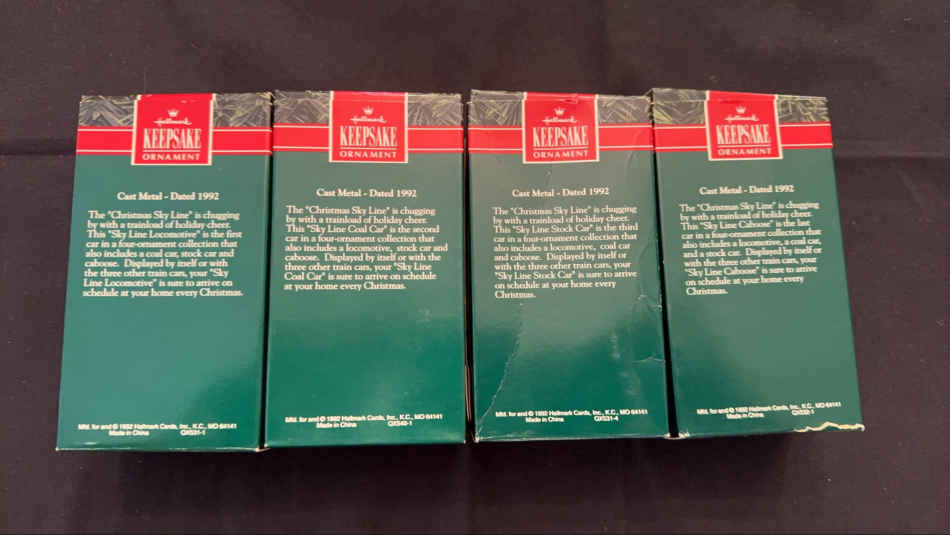 Hallmark
KEEPSAKE
ORNAMENT
Cast Metal - Dated 1992
The "Christmas Sky Line" is chugging
by with a trainload of holiday cheer.
This "Sky Line Locomotive" is the first
car in a four-ornament collection that
also includes a coal car, stock car and
caboose. Displayed by itself or with
the three other train cars, your "Sky
Line Locomotive" is sure to arrive on
schedule at your home every Christmas.
Mfd. for and © 1992 Hallmark Cards, Inc., K.C., MO 64141
Made in China
Hallmark
KEEPSAKE
ORNAMENT
Cast Metal - Dated 1992
The "Christmas Sky Line" is chugging
by with a trainload of holiday cheer.
This "Sky Line Coal Car" is the second
car in a four-ornament collection that
also includes a locomotive, stock car and
caboose. Displayed by itself or with the
three other train cars, your "Sky Line
Coal Car" is sure to arrive on schedule
at your home every Christmas.
Mfd. for and © 1992 Hallmark Cards, Inc., K.C., MO 64141
Made in China
Hallmark
KEEPSAKE
ORNAMENT
Cast Metal - Dated 1992
The "Christmas Sky Line" is chugging
by with a trainload of holiday cheer.
This "Sky Line Stock Car" is the third
car in a four-ornament collection that
also includes a locomotive, coal car
and caboose. Displayed by itself or
with the three other train cars, your
"Sky Line Stock Car" is sure to arrive
on schedule at your home every
Christmas.
Mfd. for and © 1992 Hallmark Cards, Inc., K.C., MO 64141
Made in China
Hallmark
KEEPSAKE
ORNAMENT
Cast Metal - Dated 1992
The "Christmas Sky Line" is chugging
by with a trainload of holiday cheer.
This "Sky Line Caboose" is the last
car in a four-ornament collection that
also includes a locomotive, a coal car,
and a stock car. Displayed by itself or
with the three other train cars, your
"Sky Line Caboose" is sure to arrive
on schedule at your home every
Christmas.
Mfd. for and © 1992 Hallmark Cards, Inc., K.C., MO 64141
Made in China